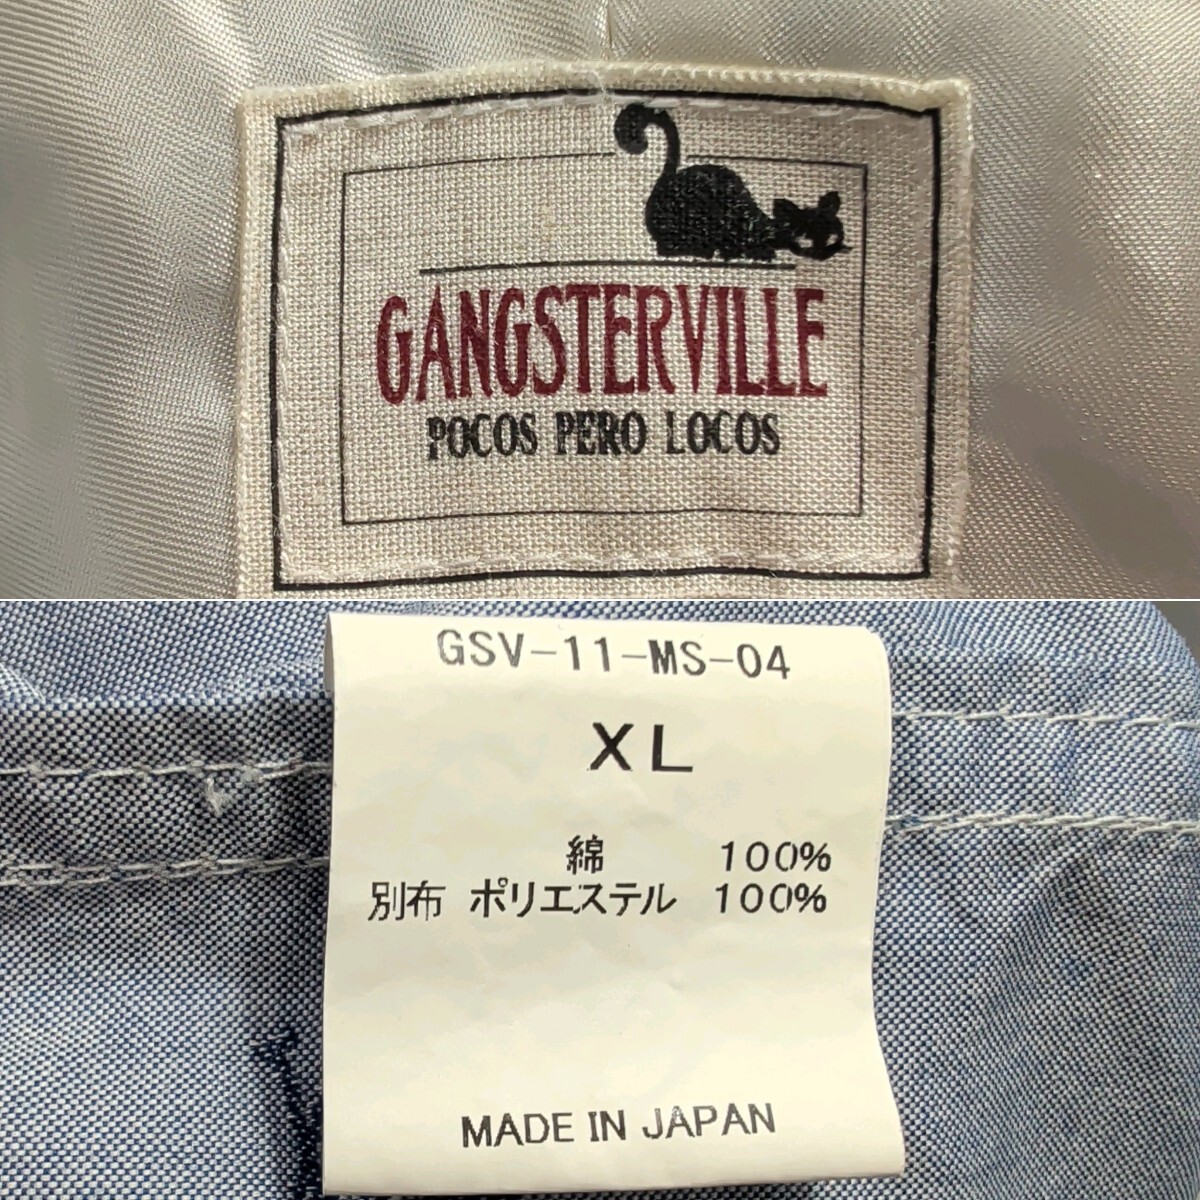 GANGSTERVILLE
POCOS PERO LOCOS
GSV-11-MS-04
XL
綿 100%
別布 ポリエステル 100%
MADE IN JAPAN